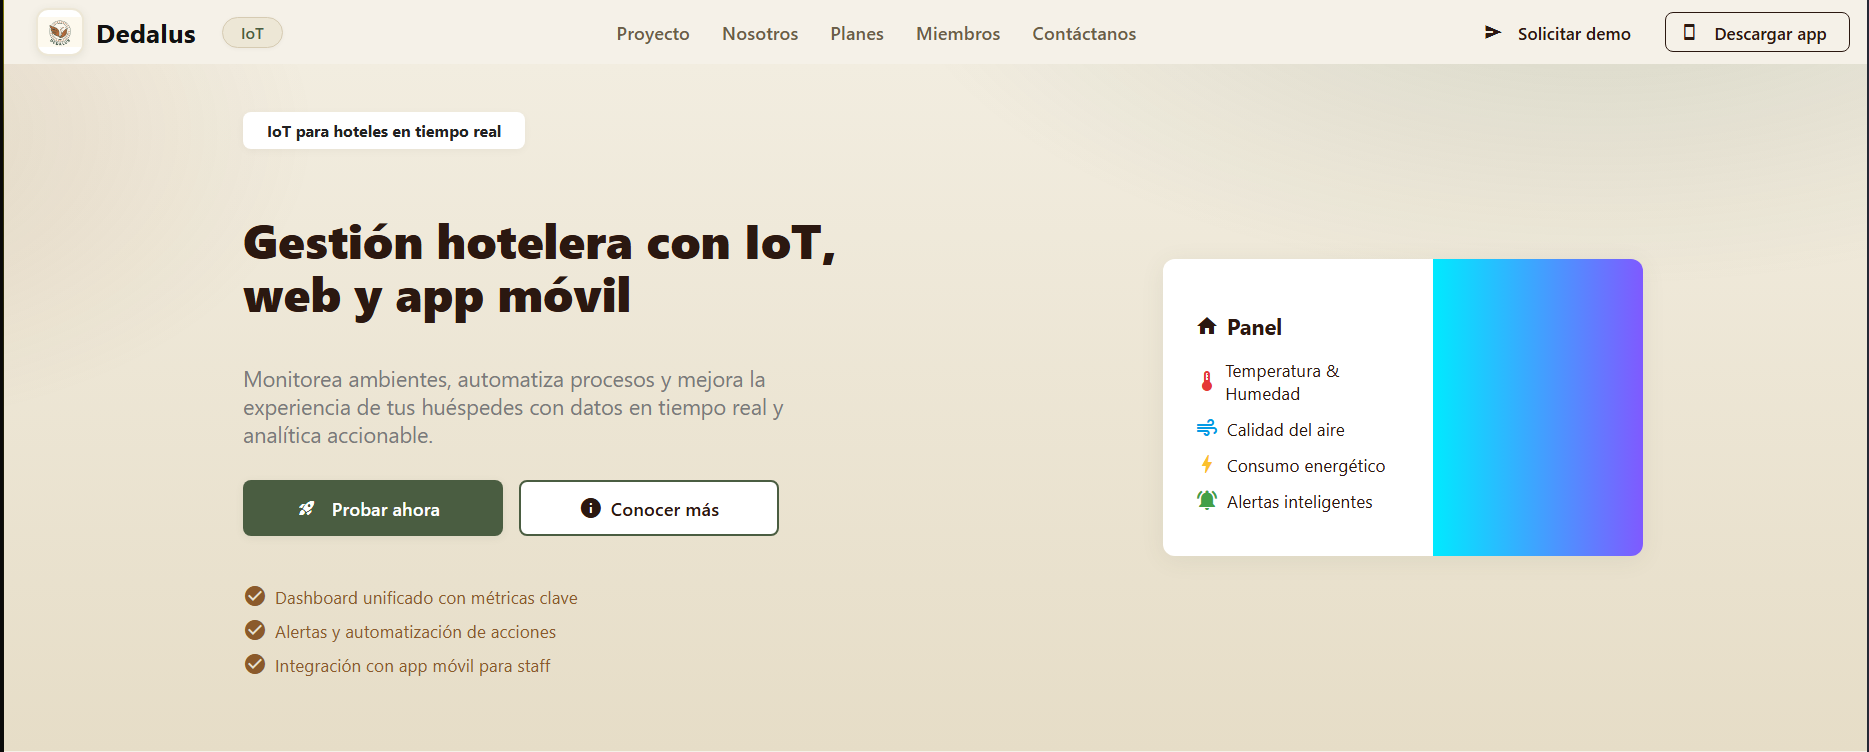 Dedalus
IoT
Proyecto
Nosotros
Planes
Miembros
Contáctanos
Solicitar demo
Descargar app
IoT para hoteles en tiempo real
Gestión hotelera con IoT,
web y app móvil
Monitorea ambientes, automatiza procesos y mejora la
experiencia de tus huéspedes con datos en tiempo real y
analítica accionable.
Probar ahora
Conocer más
Dashboard unificado con métricas clave
Alertas y automatización de acciones
Integración con app móvil para staff
Panel
Temperatura &
Humedad
Calidad del aire
Consumo energético
Alertas inteligentes